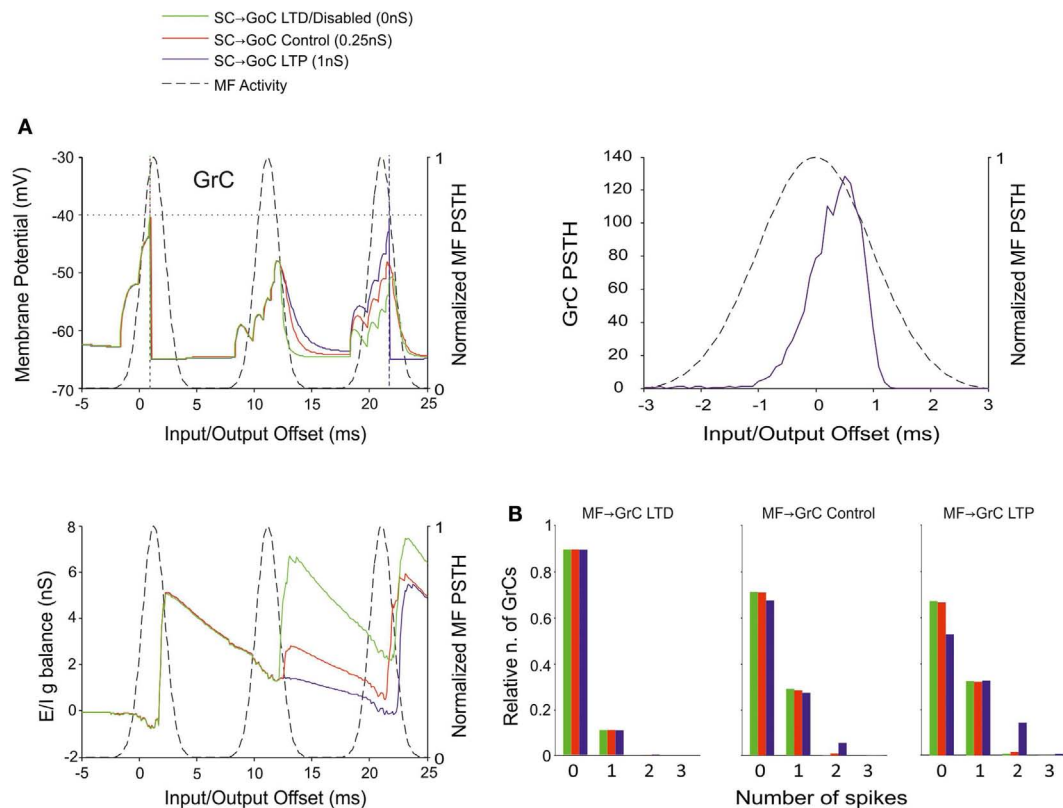 SC→GoC LTD/Disabled (0nS)
SC→GoC Control (0.25nS)
SC→GoC LTP (1nS)
MF Activity
A
Membrane Potential (mV)
-30
-40
-50
-60
-70
GrC
1
0
Normalized MF PSTH
-5 0 5 10 15 20 25
Input/Output Offset (ms)
GrC PSTH
140
120
100
80
60
40
20
0
1
0
Normalized MF PSTH
-3 -2 -1 0 1 2 3
Input/Output Offset (ms)
E/I g balance (nS)
8
6
4
2
0
-2
1
0
Normalized MF PSTH
-5 0 5 10 15 20 25
Input/Output Offset (ms)
B
MF→GrC LTD
MF→GrC Control
MF→GrC LTP
Relative n. of GrCs
1
0.8
0.6
0.4
0.2
0
0 1 2 3
0 1 2 3
0 1 2 3
Number of spikes